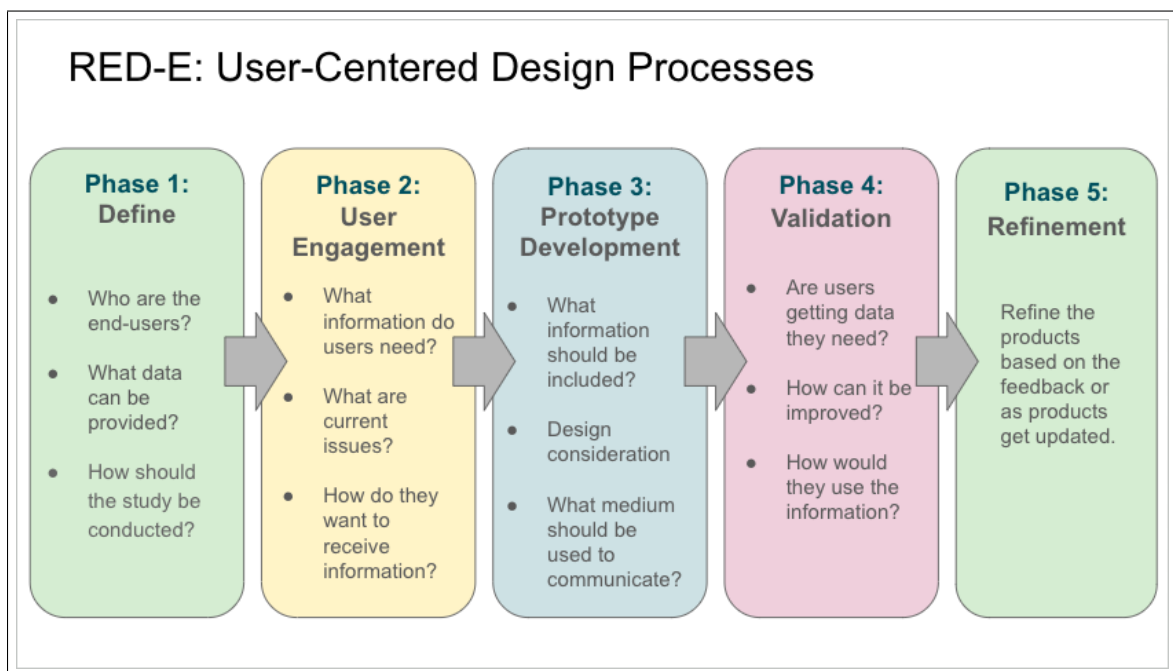 RED-E: User-Centered Design Processes
Phase 1:
Define
● Who are the
end-users?
● What data
can be
provided?
● How should
the study be
conducted?
Phase 2:
User
Engagement
● What
information do
users need?
● What are
current
issues?
● How do they
want to
receive
information?
Phase 3:
Prototype
Development
● What
information
should be
included?
● Design
consideration
● What medium
should be
used to
communicate?
Phase 4:
Validation
● Are users
getting data
they need?
● How can it be
improved?
● How would
they use the
information?
Phase 5:
Refinement
Refine the
products
based on the
feedback or
as products
get updated.